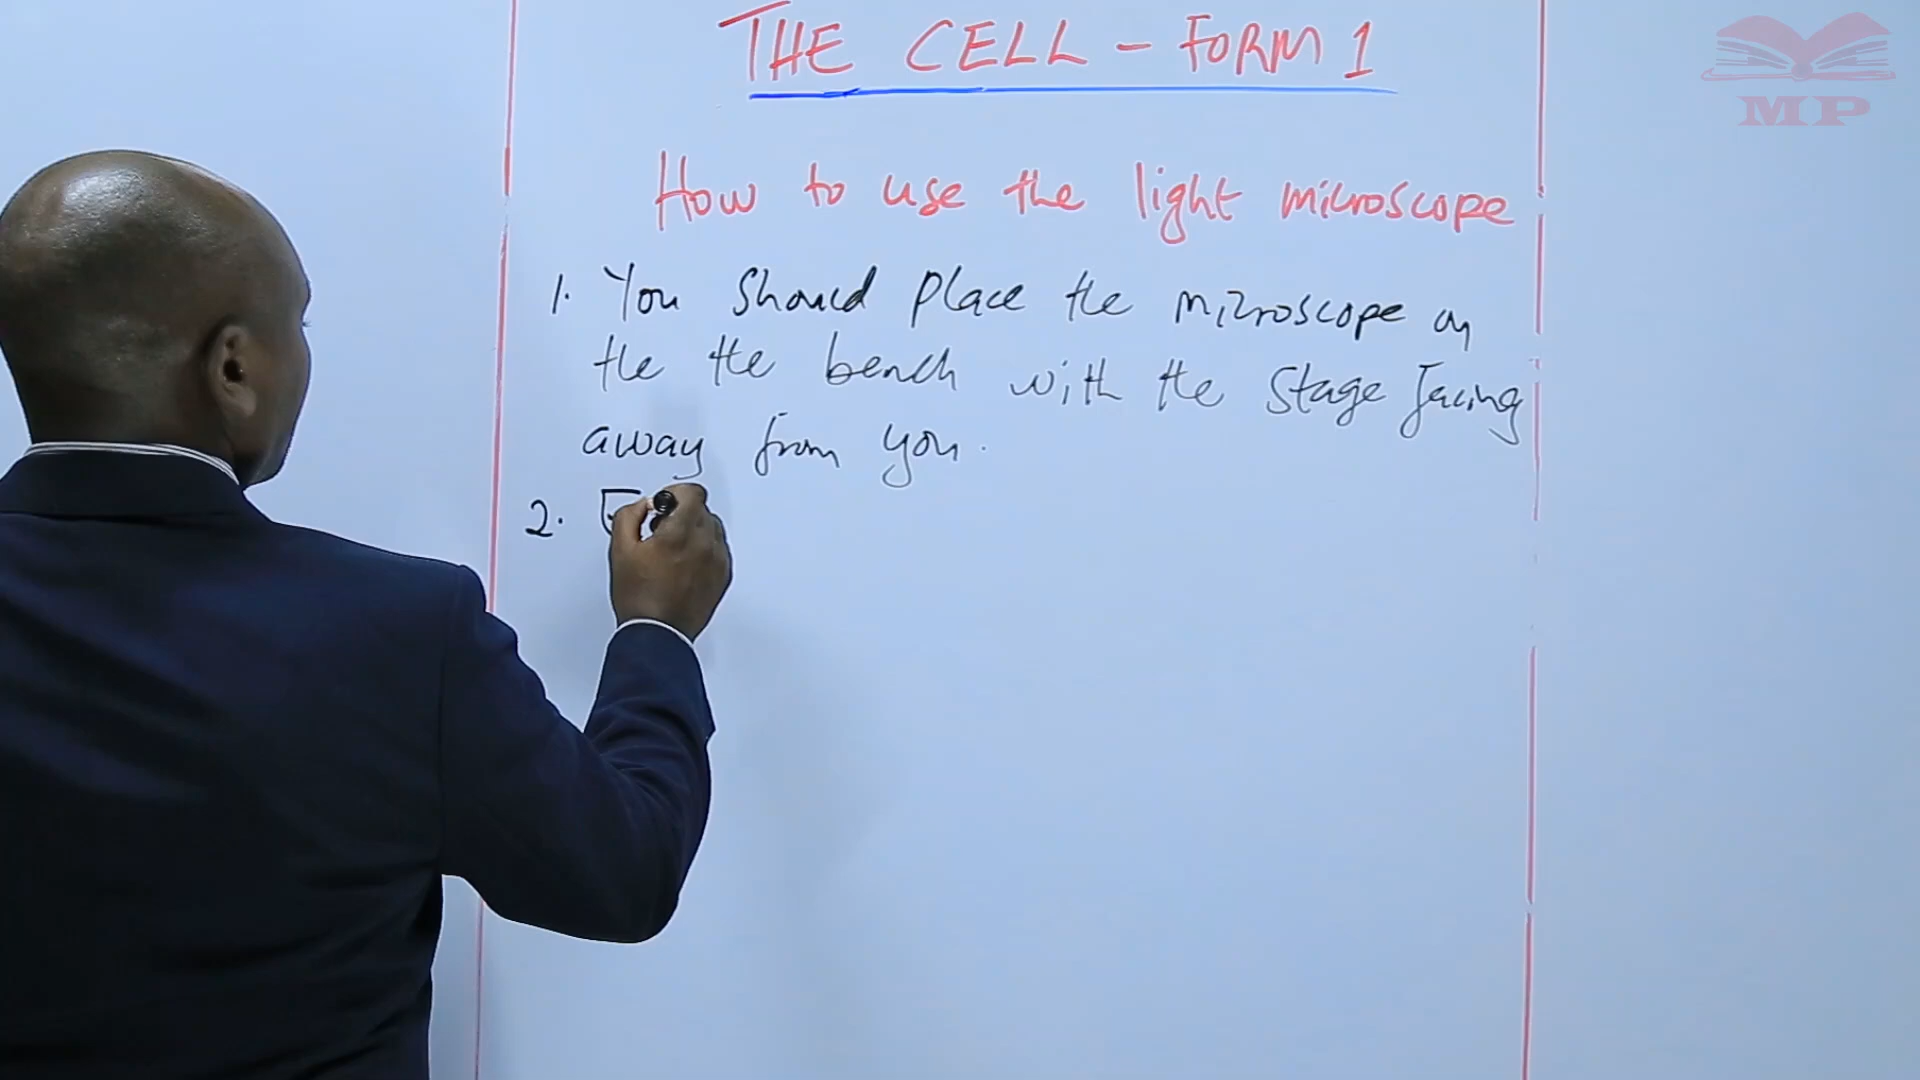 THE CELL - FORM 1
MP
How to use the light microscope
1. You should place the microscope on
the the bench with the stage facing
away from you.
2.